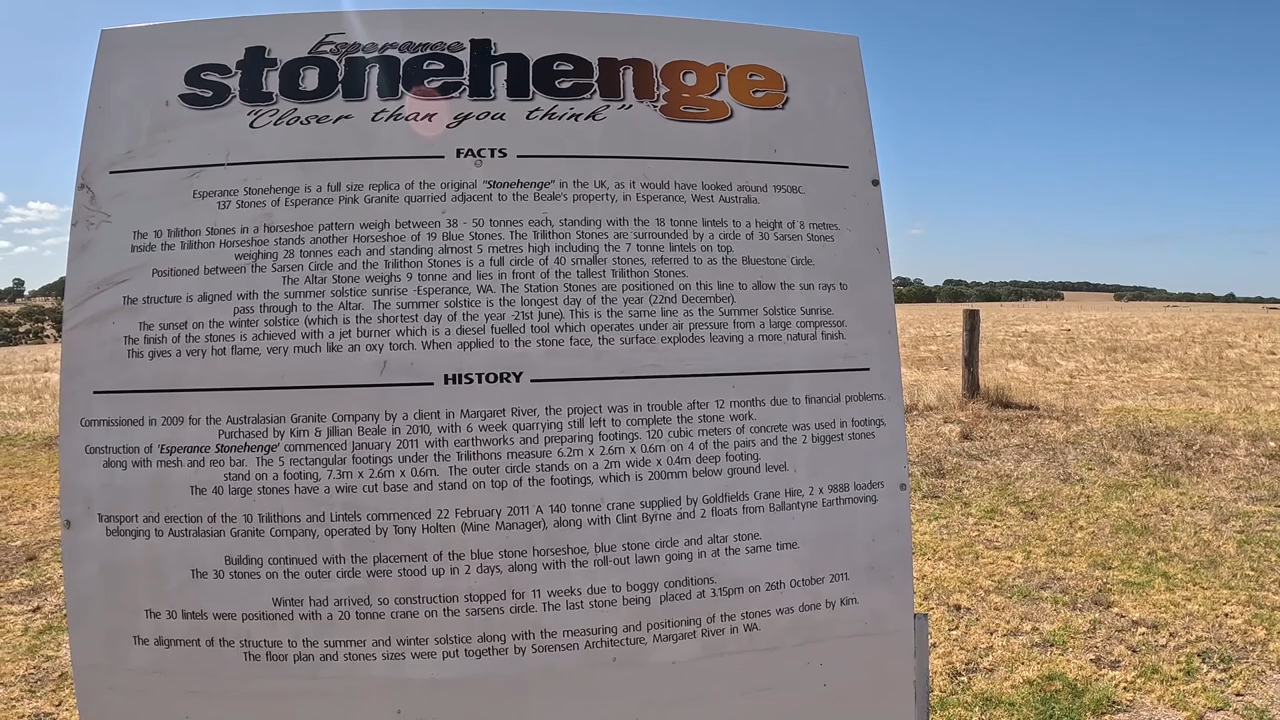 Esperance
stonehenge
"Closer than you think"
FACTS
Esperance Stonehenge is a full size replica of the original "Stonehenge" in the UK, as it would have looked around 1950BC.
137 Stones of Esperance Pink Granite quarried adjacent to the Beale's property, in Esperance, West Australia.
The 10 Trilithon Stones in a horseshoe pattern weigh between 38 - 50 tonnes each, standing with the 18 tonne lintels to a height of 8 metres.
Inside the Trilithon Horseshoe stands another Horseshoe of 19 Blue Stones. The Trilithon Stones are surrounded by a circle of 30 Sarsen Stones
weighing 28 tonnes each and standing almost 5 metres high including the 7 tonne lintels on top.
Positioned between the Sarsen Circle and the Trilithon Stones is a full circle of 40 smaller stones, referred to as the Bluestone Circle.
The Altar Stone weighs 9 tonne and lies in front of the tallest Trilithon Stones.
The structure is aligned with the summer solstice sunrise -Esperance, WA. The Station Stones are positioned on this line to allow the sun rays to
pass through to the Altar. The summer solstice is the longest day of the year (22nd December).
The sunset on the winter solstice (which is the shortest day of the year -21st June). This is the same line as the Summer Solstice Sunrise.
The finish of the stones is achieved with a jet burner which is a diesel fuelled tool which operates under air pressure from a large compressor.
This gives a very hot flame, very much like an oxy torch. When applied to the stone face, the surface explodes leaving a more natural finish.
HISTORY
Commissioned in 2009 for the Australasian Granite Company by a client in Margaret River, the project was in trouble after 12 months due to financial problems.
Purchased by Kim & Jillian Beale in 2010, with 6 week quarrying still left to complete the stone work.
Construction of 'Esperance Stonehenge' commenced January 2011 with earthworks and preparing footings. 120 cubic meters of concrete was used in footings,
along with mesh and reo bar. The 5 rectangular footings under the Trilithons measure 6.2m x 2.6m x 0.6m on 4 of the pairs and the 2 biggest stones
stand on a footing, 7.3m x 2.6m x 0.6m. The outer circle stands on a 2m wide x 0.4m deep footing.
The 40 large stones have a wire cut base and stand on top of the footings, which is 200mm below ground level.
Transport and erection of the 10 Trilithons and Lintels commenced 22 February 2011 A 140 tonne crane supplied by Goldfields Crane Hire, 2 x 988B loaders
belonging to Australasian Granite Company, operated by Tony Holten (Mine Manager), along with Clint Byrne and 2 floats from Ballantyne Earthmoving.
Building continued with the placement of the blue stone horseshoe, blue stone circle and altar stone.
The 30 stones on the outer circle were stood up in 2 days, along with the roll-out lawn going in at the same time.
Winter had arrived, so construction stopped for 11 weeks due to boggy conditions.
The 30 lintels were positioned with a 20 tonne crane on the sarsens circle. The last stone being placed at 3.15pm on 26th October 2011.
The alignment of the structure to the summer and winter solstice along with the measuring and positioning of the stones was done by Kim.
The floor plan and stones sizes were put together by Sorensen Architecture, Margaret River in WA.